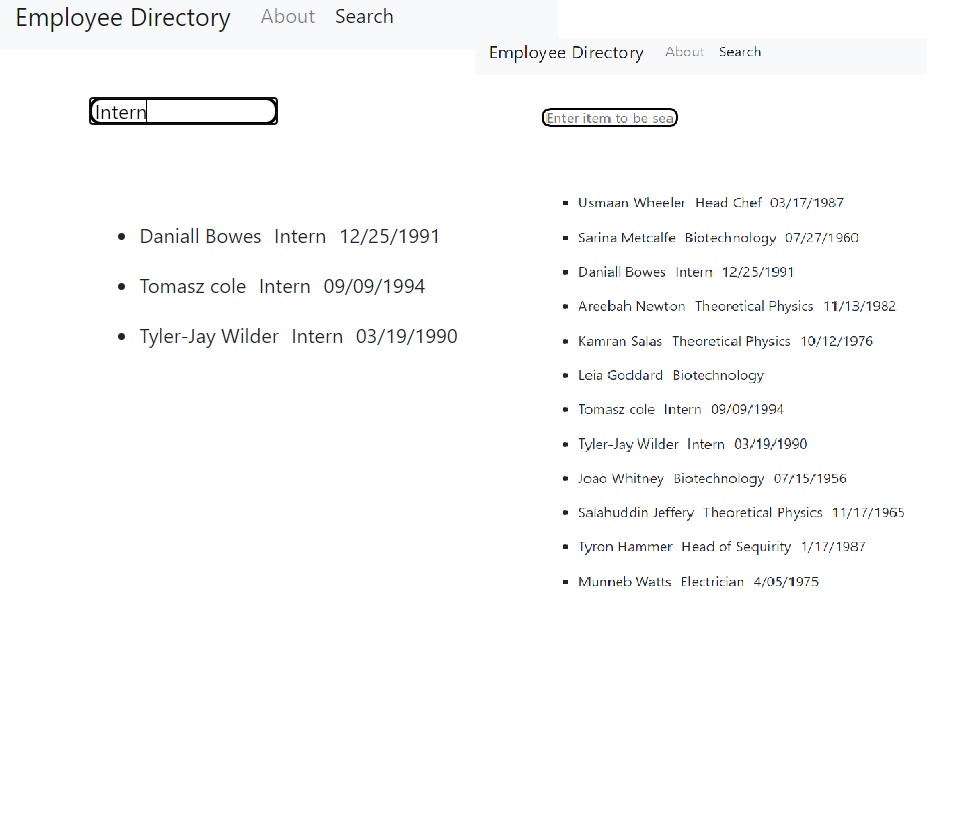 Employee Directory About Search
Intern
Daniall Bowes Intern 12/25/1991
Tomasz cole Intern 09/09/1994
Tyler-Jay Wilder Intern 03/19/1990
Employee Directory About Search
Enter item to be sea
Usmaan Wheeler Head Chef 03/17/1987
Sarina Metcalfe Biotechnology 07/27/1960
Daniall Bowes Intern 12/25/1991
Areebah Newton Theoretical Physics 11/13/1982
Kamran Salas Theoretical Physics 10/12/1976
Leia Goddard Biotechnology
Tomasz cole Intern 09/09/1994
Tyler-Jay Wilder Intern 03/19/1990
Joao Whitney Biotechnology 07/15/1956
Salahuddin Jeffery Theoretical Physics 11/17/1965
Tyron Hammer Head of Sequirity 1/17/1987
Munneb Watts Electrician 4/05/1975